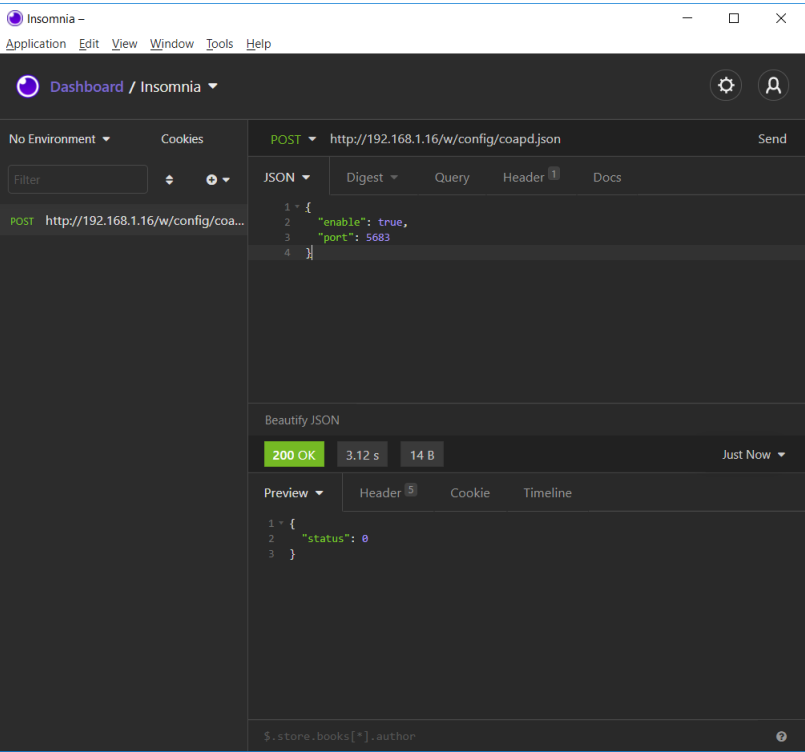 Insomnia –
Application Edit View Window Tools Help
Dashboard / Insomnia
No Environment Cookies
POST http://192.168.1.16/w/config/coapd.json Send
Filter
JSON Digest Query Header 1 Docs
POST http://192.168.1.16/w/config/coa...
1 {
2 "enable": true,
3 "port": 5683
4 }
Beautify JSON
200 OK 3.12 s 14 B Just Now
Preview Header 5 Cookie Timeline
1 {
2 "status": 0
3 }
$.store.books[*].author